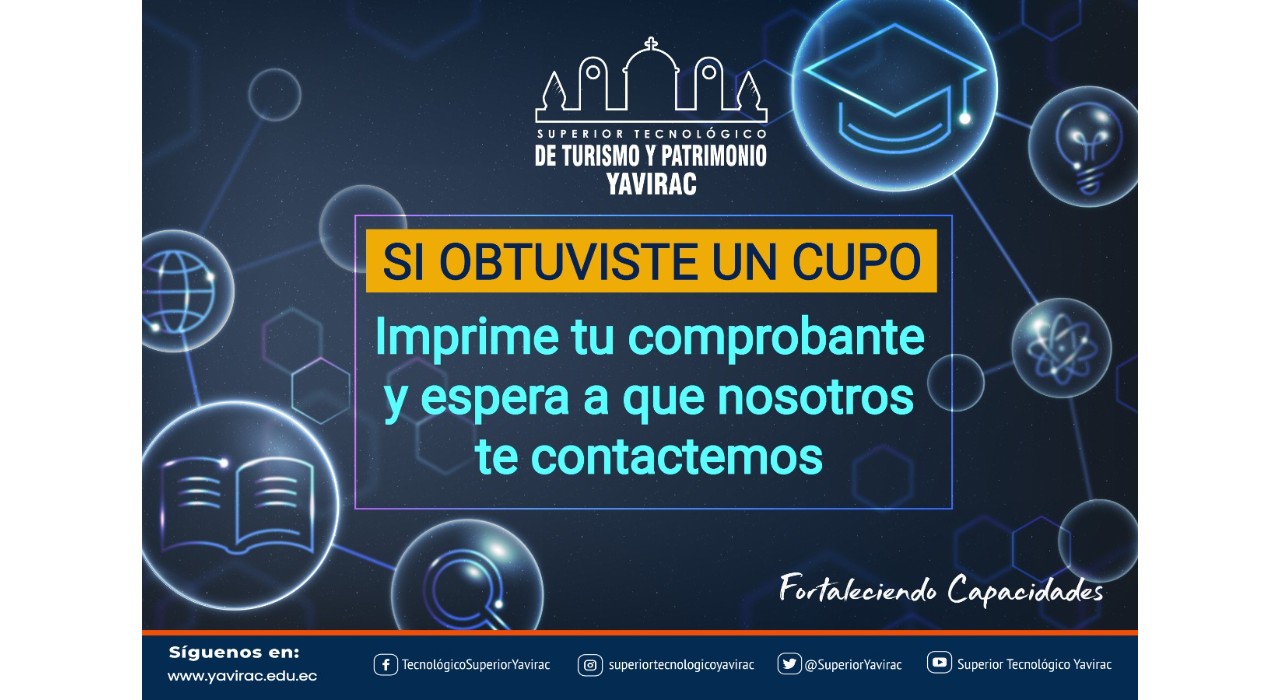 SUPERIOR TECNOLÓGICO
DE TURISMO Y PATRIMONIO
YAVIRAC
SI OBTUVISTE UN CUPO
Imprime tu comprobante
y espera a que nosotros
te contactemos
Fortaleciendo Capacidades
Síguenos en:
www.yavirac.edu.ec
TecnológicoSuperiorYavirac
superiortecnologicoyavirac
@SuperiorYavirac
Superior Tecnológico Yavirac